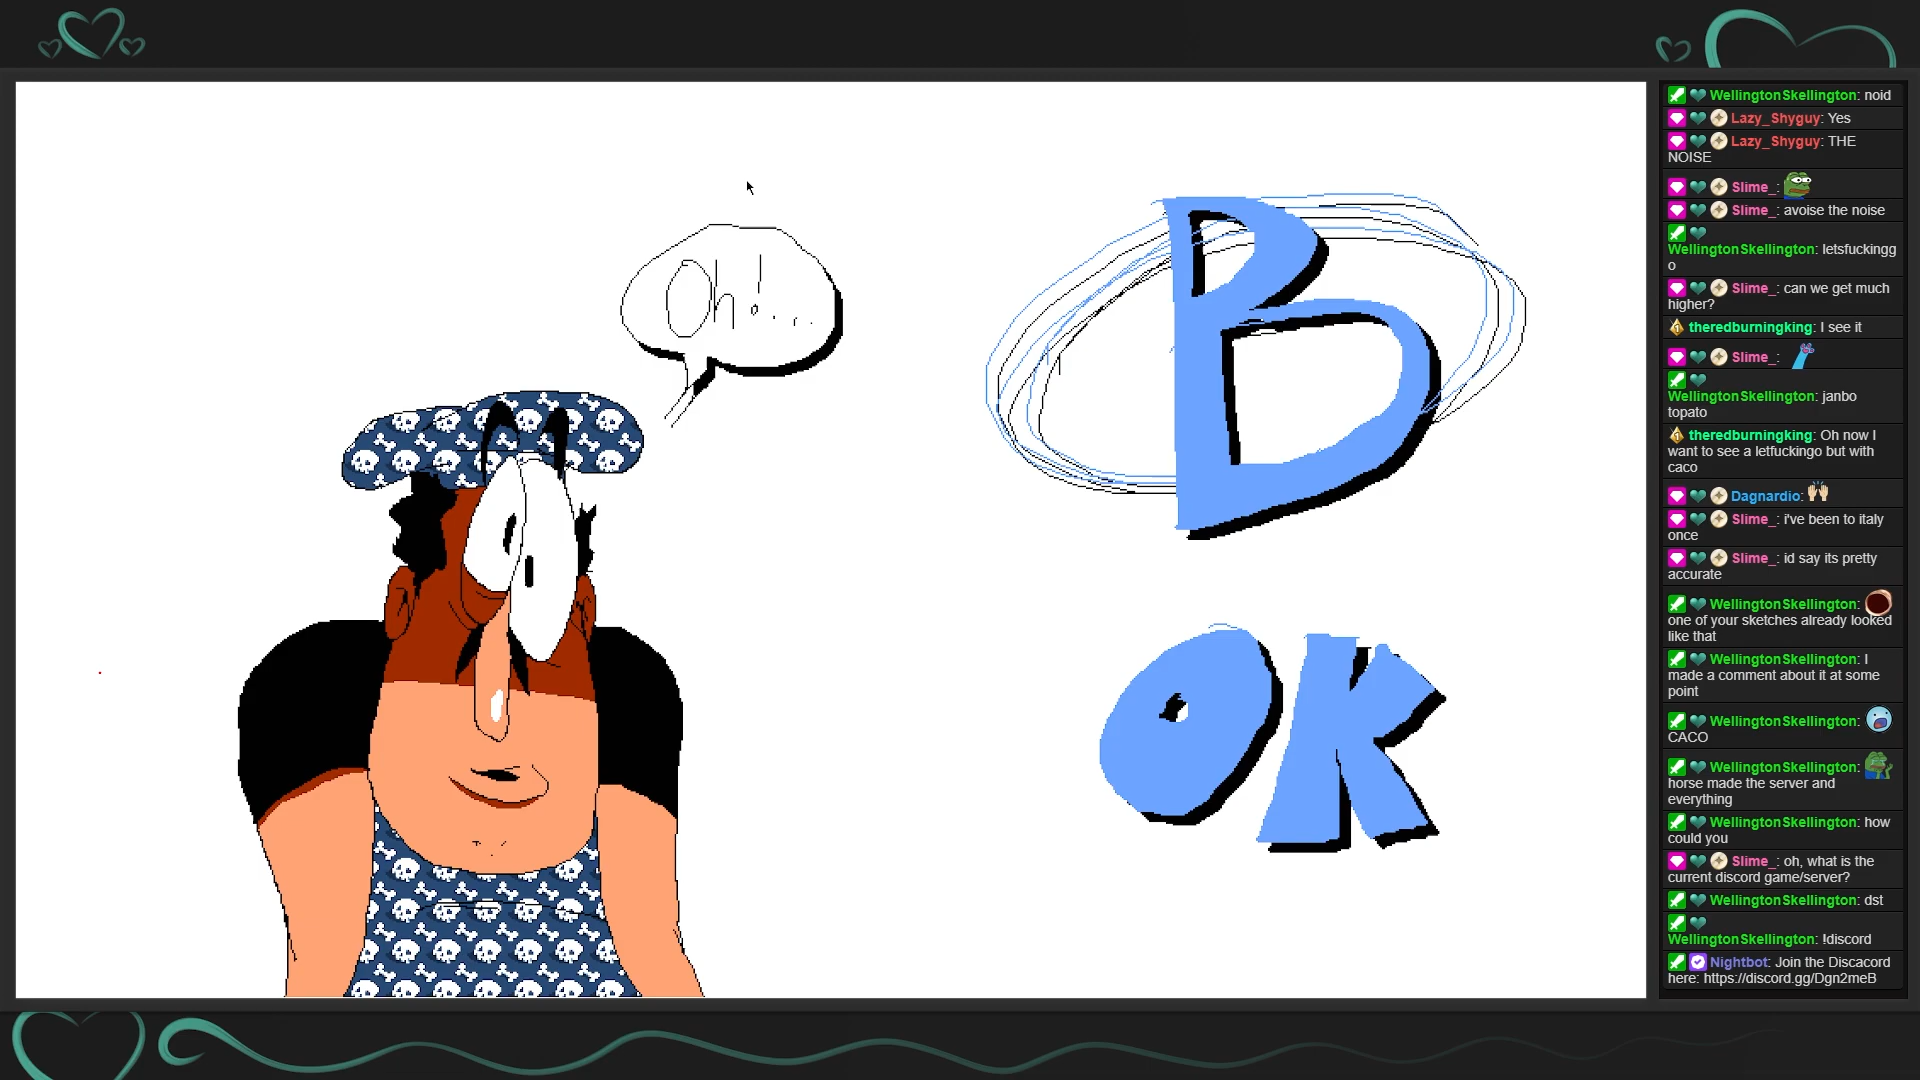 Oh!...
B
OK
WellingtonSkellington: noid
Lazy_Shyguy: Yes
Lazy_Shyguy: THE
NOISE
Slime_:
Slime_: avoise the noise
WellingtonSkellington: letsfuckingg
o
Slime_: can we get much
higher?
theredburningking: I see it
Slime_:
WellingtonSkellington: janbo
topato
theredburningking: Oh now I
want to see a letfuckingo but with
caco
Dagnardio:
Slime_: i've been to italy
once
Slime_: id say its pretty
accurate
WellingtonSkellington:
one of your sketches already looked
like that
WellingtonSkellington: I
made a comment about it at some
point
WellingtonSkellington:
CACO
WellingtonSkellington:
horse made the server and
everything
WellingtonSkellington: how
could you
Slime_: oh, what is the
current discord game/server?
WellingtonSkellington: dst
WellingtonSkellington: !discord
Nightbot: Join the Discacord
here: https://discord.gg/Dgn2meB